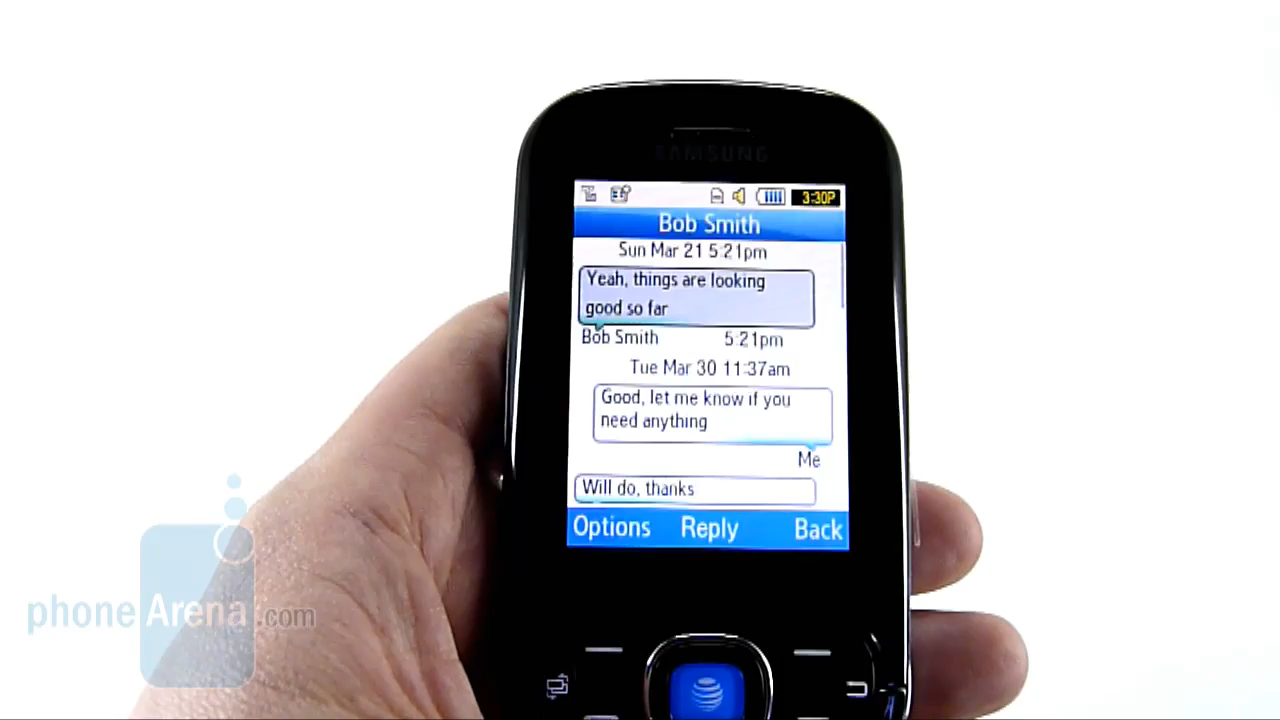 SAMSUNG
3:30P
Bob Smith
Sun Mar 21 5:21pm
Yeah, things are looking
good so far
Bob Smith 5:21pm
Tue Mar 30 11:37am
Good, let me know if you
need anything
Me
Will do, thanks
Options Reply Back
phoneArena.com